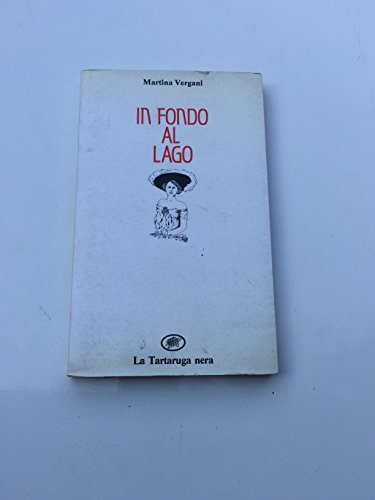 Martina Vergani
IN FONDO
AL
LAGO
La Tartaruga nera